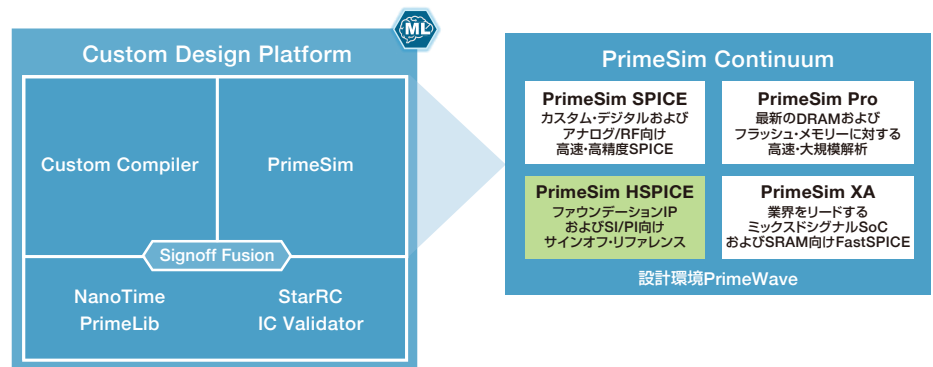 ML
Custom Design Platform
Custom Compiler
PrimeSim
Signoff Fusion
NanoTime
PrimeLib
StarRC
IC Validator
PrimeSim Continuum
PrimeSim SPICE
カスタム・デジタルおよび
アナログ/RF向け
高速・高精度SPICE
PrimeSim Pro
最新のDRAMおよび
フラッシュ・メモリーに対する
高速・大規模解析
PrimeSim HSPICE
ファウンデーションIP
およびSI/PI向け
サインオフ・リファレンス
PrimeSim XA
業界をリードする
ミックスドシグナルSoC
およびSRAM向けFastSPICE
設計環境PrimeWave